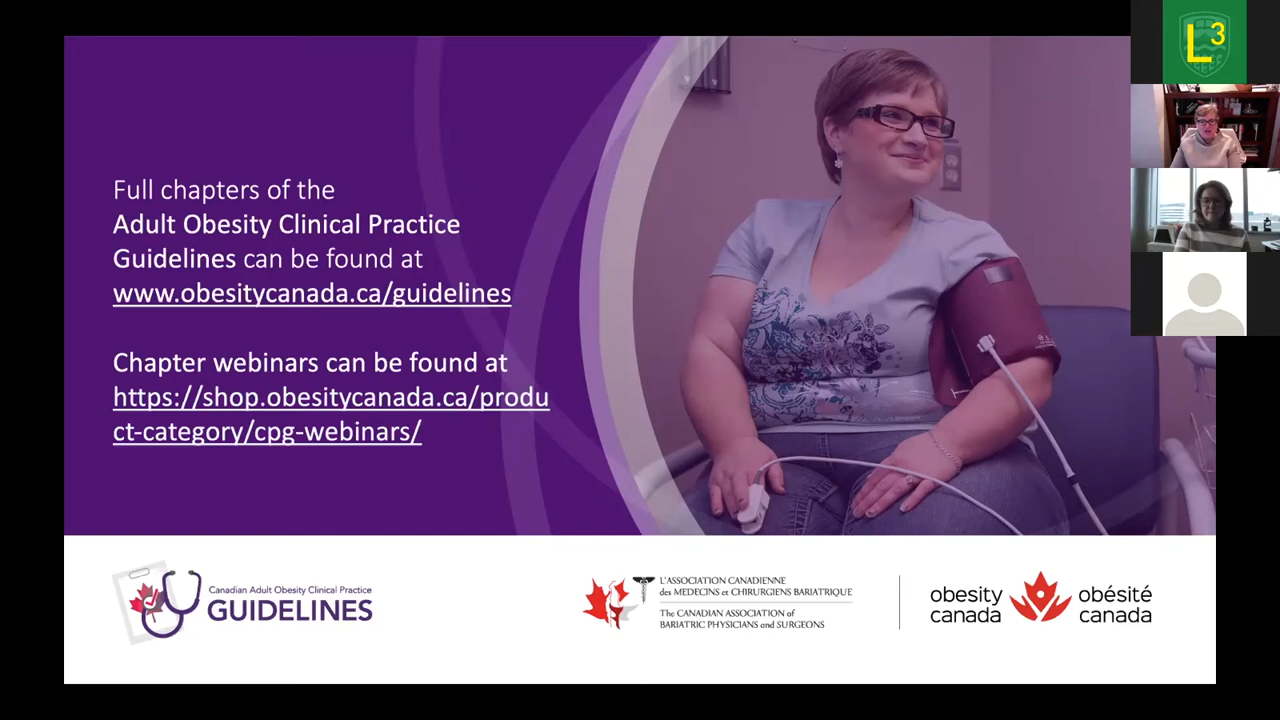 Full chapters of the
Adult Obesity Clinical Practice
Guidelines can be found at
www.obesitycanada.ca/guidelines
Chapter webinars can be found at
https://shop.obesitycanada.ca/produ
ct-category/cpg-webinars/
Canadian Adult Obesity Clinical Practice
GUIDELINES
L'ASSOCIATION CANADIENNE
des MEDECINS et CHIRURGIENS BARIATRIQUE
The CANADIAN ASSOCIATION of
BARIATRIC PHYSICIANS and SURGEONS
obesity
canada
obésité
canada
L3